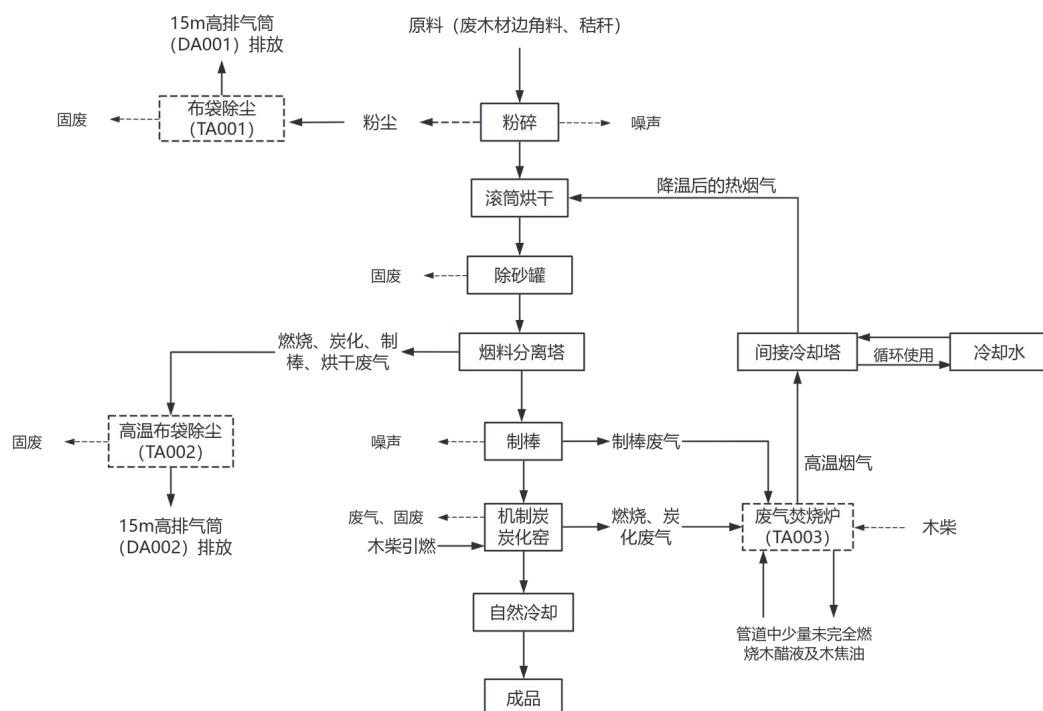 15m高排气筒
（DA001）排放
原料（废木材边角料、秸秆）
固废
布袋除尘
（TA001）
粉尘
粉碎
噪声
滚筒烘干
降温后的热烟气
固废
除砂罐
燃烧、炭化、制
棒、烘干废气
烟料分离塔
间接冷却塔
循环使用
冷却水
固废
高温布袋除尘
（TA002）
噪声
制棒
制棒废气
高温烟气
15m高排气筒
（DA002）排放
废气、固废
木柴引燃
机制炭
炭化窑
燃烧、炭
化废气
废气焚烧炉
（TA003）
木柴
自然冷却
管道中少量未完全燃
烧木醋液及木焦油
成品